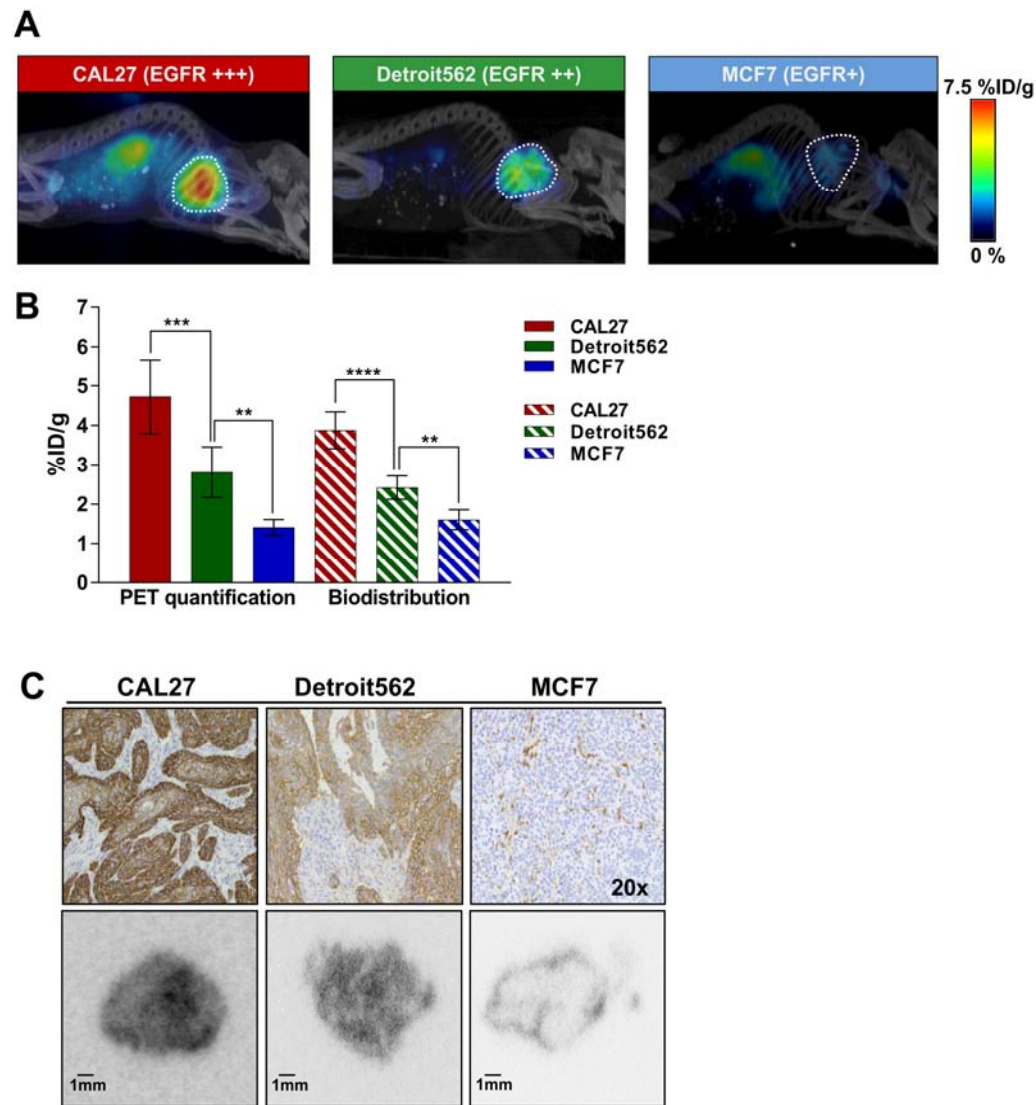 A
CAL27 (EGFR +++)
Detroit562 (EGFR ++)
MCF7 (EGFR+)
7.5 %ID/g
0 %
B
7
6
5
4
3
2
1
0
%ID/g
***
**
****
**
PET quantification
Biodistribution
CAL27
Detroit562
MCF7
CAL27
Detroit562
MCF7
C
CAL27
Detroit562
MCF7
20x
1mm
1mm
1mm